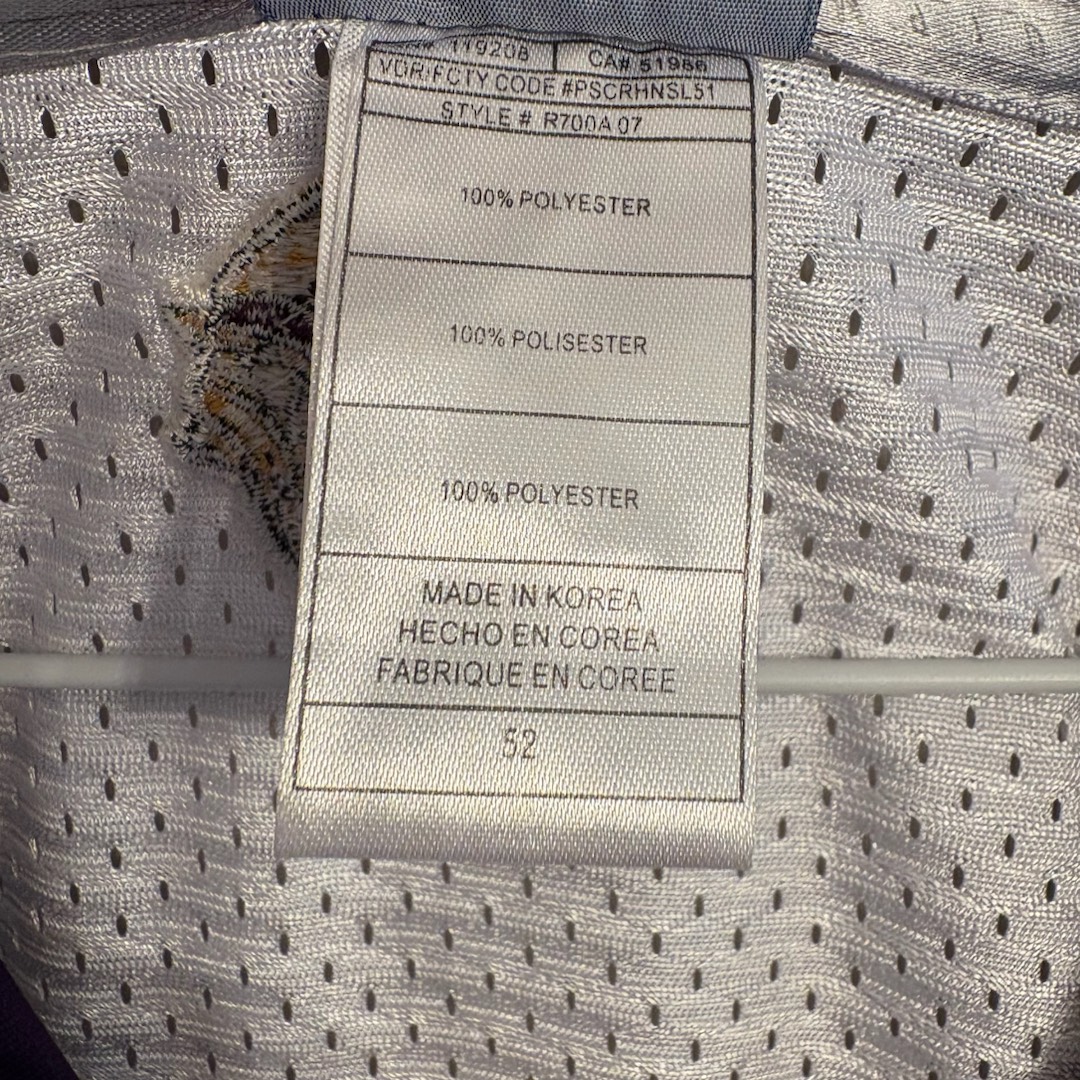 119208
CA# 51986
VDR/FCTY CODE #PSCRHNSL51
STYLE # R700A 07
100% POLYESTER
100% POLISESTER
100% POLYESTER
MADE IN KOREA
HECHO EN COREA
FABRIQUE EN COREE
52